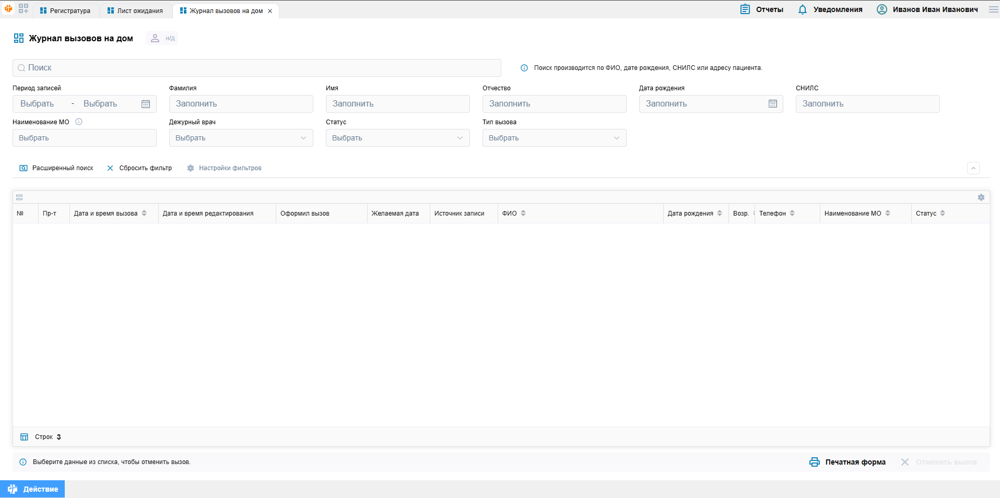 Регистратура
Лист ожидания
Журнал вызовов на дом
Отчеты
Уведомления
Иванов Иван Иванович
Журнал вызовов на дом
н/д
Поиск
Поиск производится по ФИО, дате рождения, СНИЛС или адресу пациента.
Период записей
Фамилия
Имя
Отчество
Дата рождения
СНИЛС
Выбрать - Выбрать
Заполнить
Заполнить
Заполнить
Заполнить
Заполнить
Наименование МО
Дежурный врач
Статус
Тип вызова
Выбрать
Выбрать
Выбрать
Выбрать
Расширенный поиск
Сбросить фильтр
Настройки фильтров
№
Пр-т
Дата и время вызова
Дата и время редактирования
Оформил вызов
Желаемая дата
Источник записи
ФИО
Дата рождения
Возр.
Телефон
Наименование МО
Статус
Строк 3
Выберите данные из списка, чтобы отменить вызов.
Печатная форма
Отменить вызов
Действие